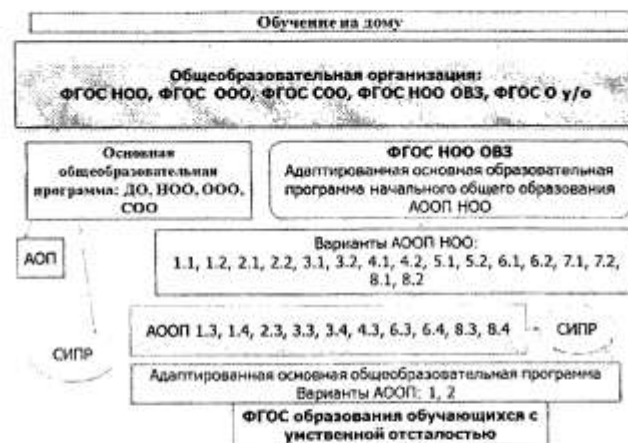 Обучение на дому
Общеобразовательная организация:
ФГОС НОО, ФГОС ООО, ФГОС СОО, ФГОС НОО ОВЗ, ФГОС О у/о
Основная
общеобразовательная
программа: ДО, НОО, ООО,
СОО
ФГОС НОО ОВЗ
Адаптированная основная образовательная
программа начального общего образования
АООП НОО
АОП
Варианты АООП НОО:
1.1, 1.2, 2.1, 2.2, 3.1, 3.2, 4.1, 4.2, 5.1, 5.2, 6.1, 6.2, 7.1, 7.2,
8.1, 8.2
СИПР
АООП 1.3, 1.4, 2.3, 3.3, 3.4, 4.3, 6.3, 6.4, 8.3, 8.4
СИПР
Адаптированная основная общеобразовательная программа
Варианты АООП: 1, 2
ФГОС образования обучающихся с
умственной отсталостью